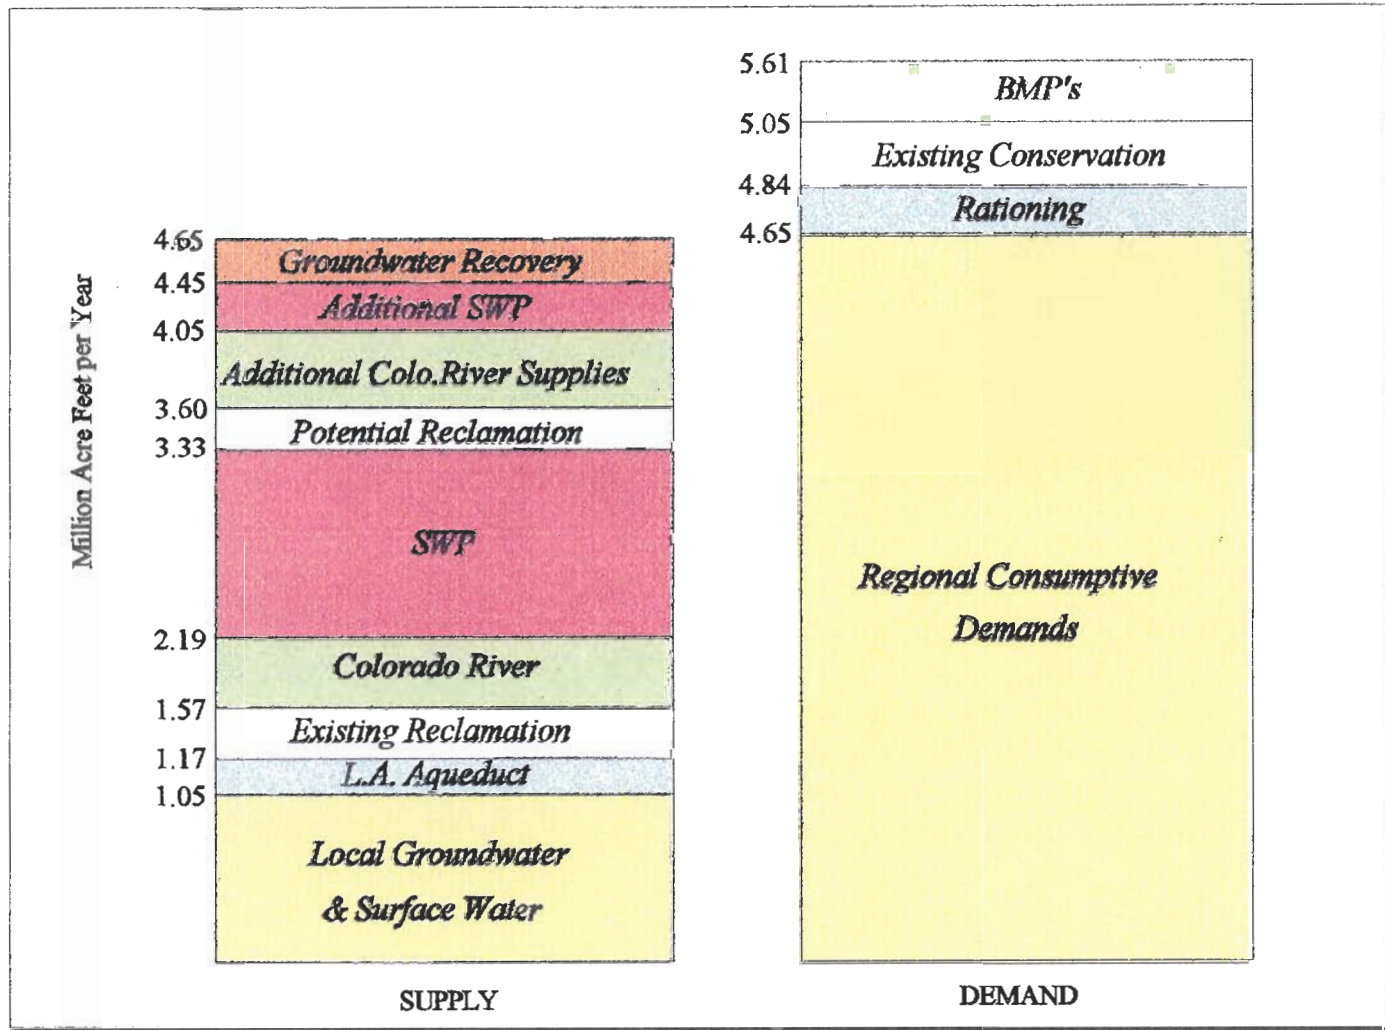 Million Acre Feet per Year
4.65
Groundwater Recovery
4.45
Additional SWP
4.05
Additional Colo.River Supplies
3.60
Potential Reclamation
3.33
SWP
2.19
Colorado River
1.57
Existing Reclamation
1.17
L.A. Aqueduct
1.05
Local Groundwater
& Surface Water
SUPPLY
5.61
BMP's
5.05
Existing Conservation
4.84
Rationing
4.65
Regional Consumptive
Demands
DEMAND